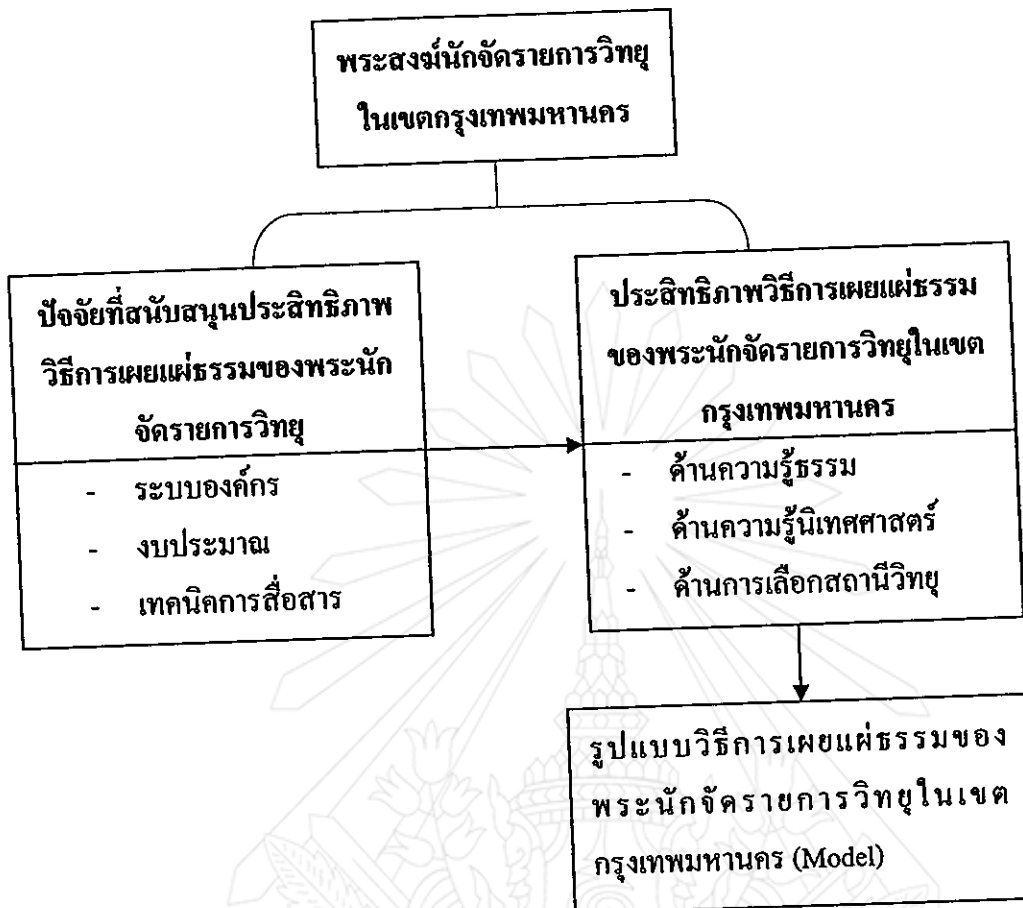 พระสงฆ์นักจัดรายการวิทยุ
ในเขตกรุงเทพมหานคร
ปัจจัยที่สนับสนุนประสิทธิภาพ
วิธีการเผยแผ่ธรรมของพระนัก
จัดรายการวิทยุ
- ระบบองค์กร
- งบประมาณ
- เทคนิคการสื่อสาร
ประสิทธิภาพวิธีการเผยแผ่ธรรม
ของพระนักจัดรายการวิทยุในเขต
กรุงเทพมหานคร
- ด้านความรู้ธรรม
- ด้านความรู้นิเทศศาสตร์
- ด้านการเลือกสถานีวิทยุ
รูปแบบวิธีการเผยแผ่ธรรมของ
พระนักจัดรายการวิทยุในเขต
กรุงเทพมหานคร (Model)